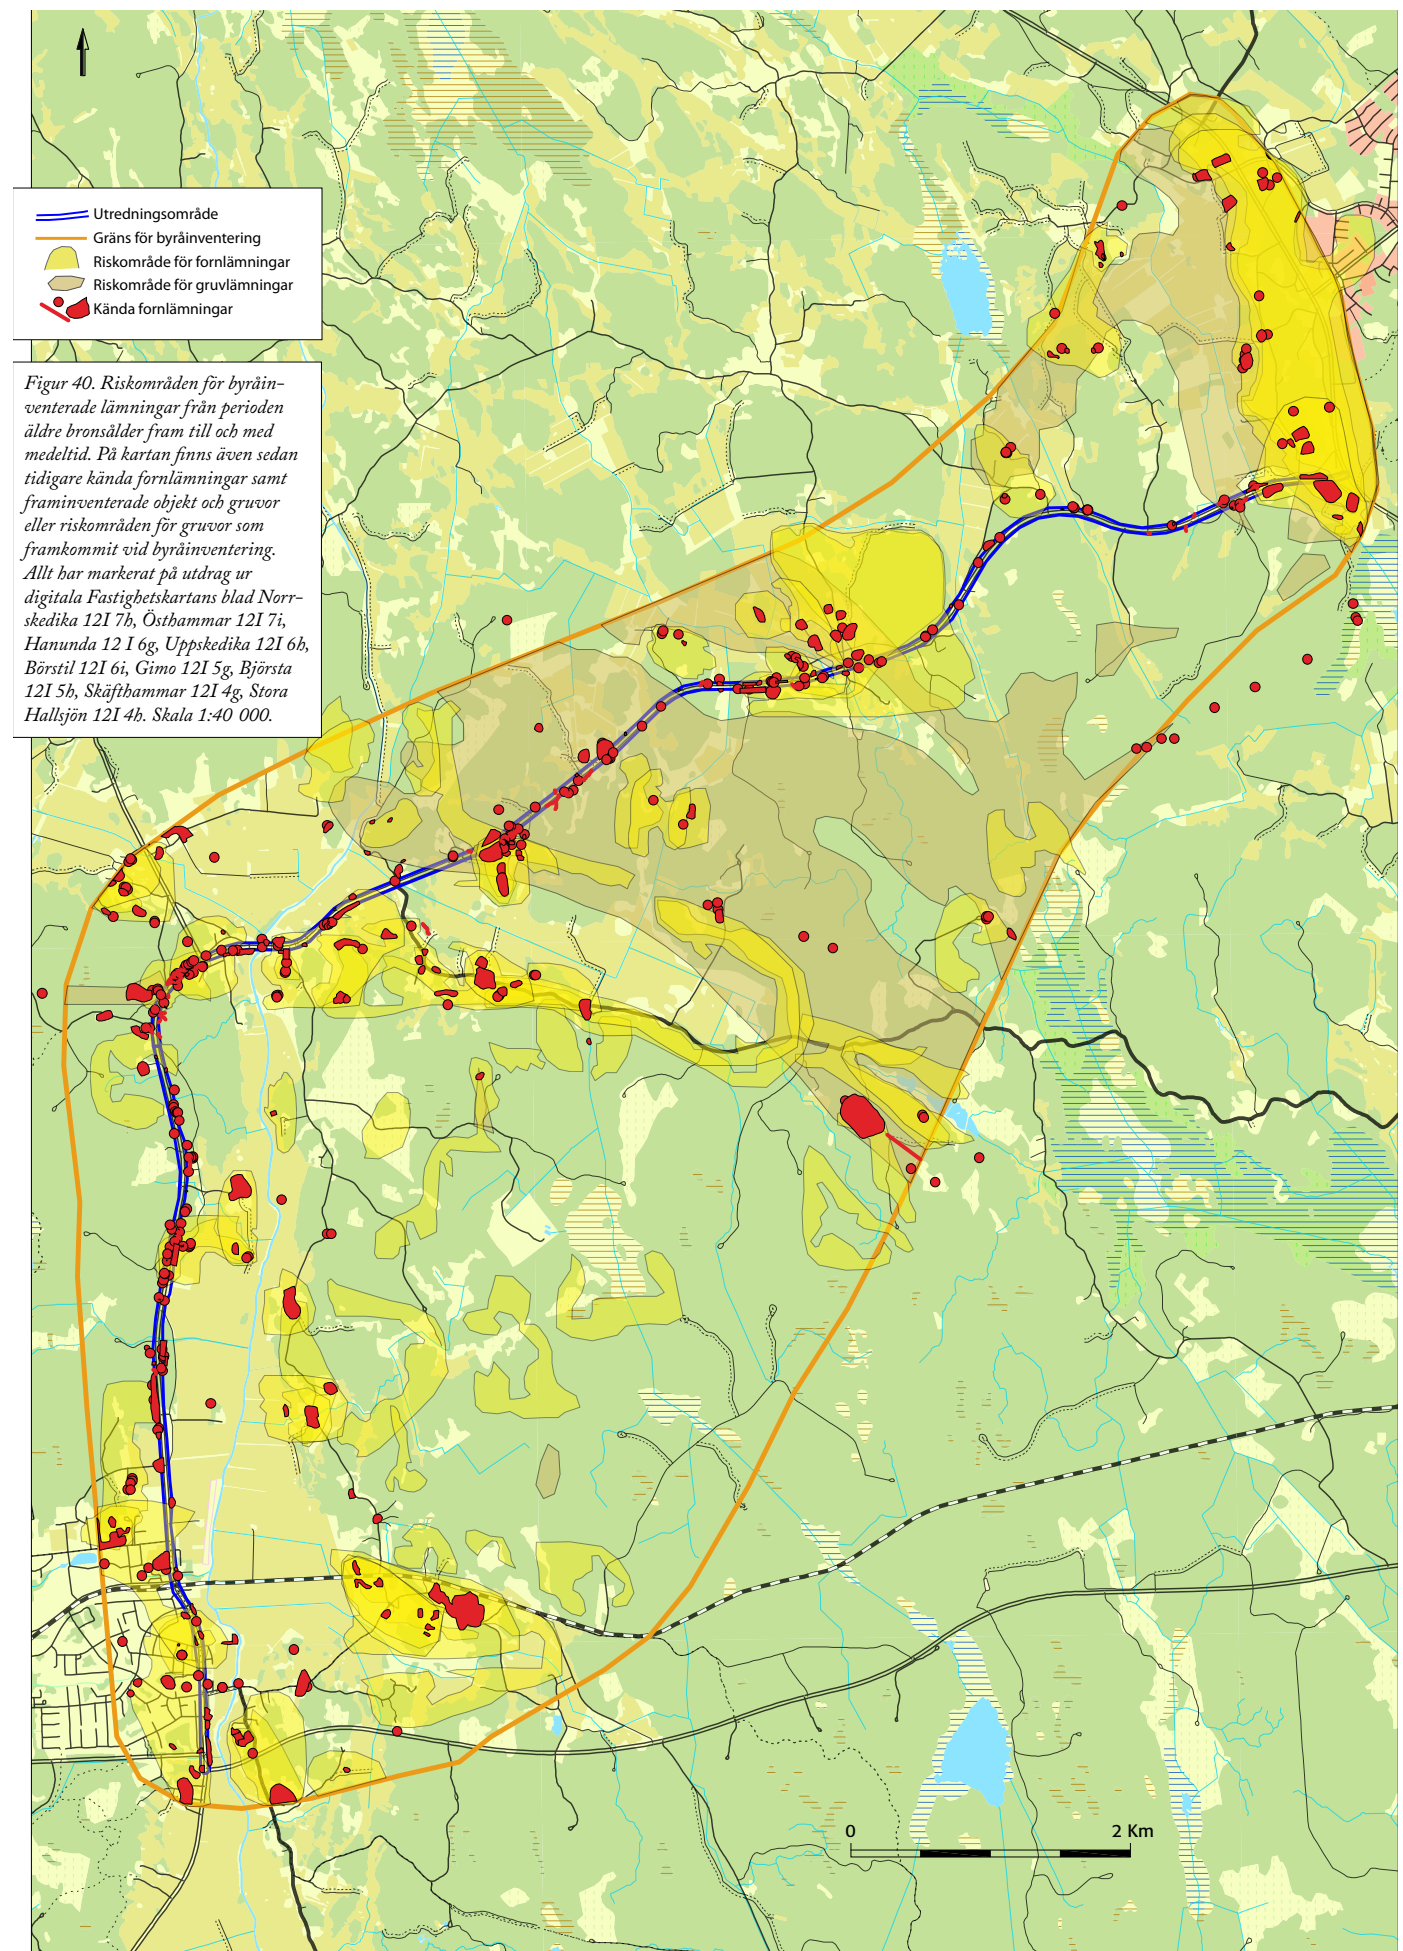 Utredningsområde
Gräns för byråinventering
Riskområde för fornlämningar
Riskområde för gruvlämningar
Kända fornlämningar
Figur 40. Riskområden för byråin-
venterade lämningar från perioden
äldre bronsålder fram till och med
medeltid. På kartan finns även sedan
tidigare kända fornlämningar samt
framinventerade objekt och gruvor
eller riskområden för gruvor som
framkommit vid byråinventering.
Allt har markerat på utdrag ur
digitala Fastighetskartans blad Norr-
skedika 12I 7h, Östhammar 12I 7i,
Hanunda 12 I 6g, Uppskedika 12I 6h,
Börstil 12I 6i, Gimo 12I 5g, Björsta
12I 5h, Skäfthammar 12I 4g, Stora
Hallsjön 12I 4h. Skala 1:40 000.
0 2 Km